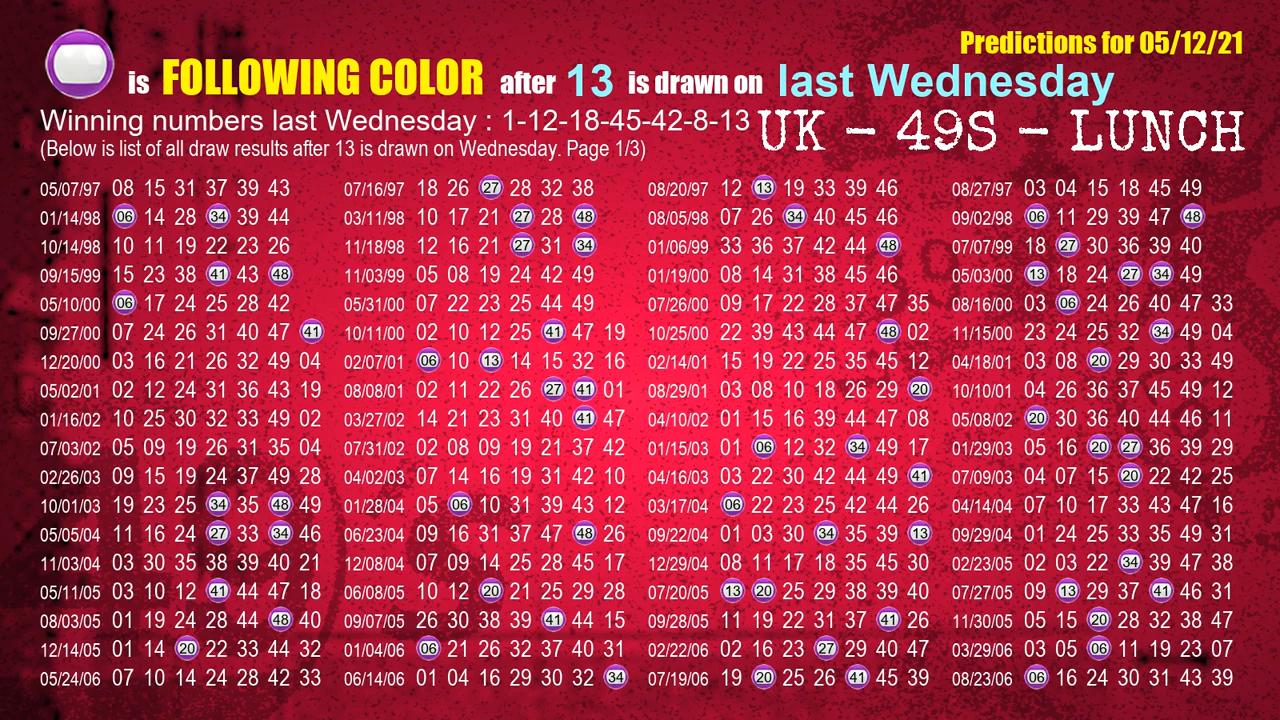 Predictions for 05/12/21
is FOLLOWING COLOR after 13 is drawn on last Wednesday
Winning numbers last Wednesday : 1-12-18-45-42-8-13
UK - 49S - LUNCH
(Below is list of all draw results after 13 is drawn on Wednesday. Page 1/3)
05/07/97 08 15 31 37 39 43 07/16/97 18 26 27 28 32 38 08/20/97 12 13 19 33 39 46 08/27/97 03 04 15 18 45 49
01/14/98 06 14 28 34 39 44 03/11/98 10 17 21 27 28 48 08/05/98 07 26 34 40 45 46 09/02/98 06 11 29 39 47 48
10/14/98 10 11 19 22 23 26 11/18/98 12 16 21 27 31 34 01/06/99 33 36 37 42 44 48 07/07/99 18 27 30 36 39 40
09/15/99 15 23 38 41 43 48 11/03/99 05 08 19 24 42 49 01/19/00 08 14 31 38 45 46 05/03/00 13 18 24 27 34 49
05/10/00 06 17 24 25 28 42 05/31/00 07 22 23 25 44 49 07/26/00 09 17 22 28 37 47 35 08/16/00 03 06 24 26 40 47 33
09/27/00 07 24 26 31 40 47 41 10/11/00 02 10 12 25 41 47 19 10/25/00 22 39 43 44 47 48 02 11/15/00 23 24 25 32 34 49 04
12/20/00 03 16 21 26 32 49 04 02/07/01 06 10 13 14 15 32 16 02/14/01 15 19 22 25 35 45 12 04/18/01 03 08 20 29 30 33 49
05/02/01 02 12 24 31 36 43 19 08/08/01 02 11 22 26 27 41 01 08/29/01 03 08 10 18 26 29 20 10/10/01 04 26 36 37 45 49 12
01/16/02 10 25 30 32 33 49 02 03/27/02 14 21 23 31 40 41 47 04/10/02 01 15 16 39 44 47 08 05/08/02 20 30 36 40 44 46 11
07/03/02 05 09 19 26 31 35 04 07/31/02 02 08 09 19 21 37 42 01/15/03 01 06 12 32 34 49 17 01/29/03 05 16 20 27 36 39 29
02/26/03 09 15 19 24 37 49 28 04/02/03 07 14 16 19 31 42 10 04/16/03 03 22 30 42 44 49 41 07/09/03 04 07 15 20 22 42 25
10/01/03 19 23 25 34 35 48 49 01/28/04 05 06 10 31 39 43 12 03/17/04 06 22 23 25 42 44 26 04/14/04 07 10 17 33 43 47 16
05/05/04 11 16 24 27 33 34 46 06/23/04 09 16 31 37 47 48 26 09/22/04 01 03 30 34 35 39 13 09/29/04 01 24 25 33 35 49 31
11/03/04 03 30 35 38 39 40 21 12/08/04 07 09 14 25 28 45 17 12/29/04 08 11 17 18 35 45 30 02/23/05 02 03 22 34 39 47 38
05/11/05 03 10 12 41 44 47 18 06/08/05 10 12 20 21 25 29 28 07/20/05 13 20 25 29 38 39 40 07/27/05 09 13 29 37 41 46 31
08/03/05 01 19 24 28 44 48 40 09/07/05 26 30 38 39 41 44 15 09/28/05 11 19 22 31 37 41 26 11/30/05 05 15 20 28 32 38 47
12/14/05 01 14 20 22 33 44 32 01/04/06 06 21 26 32 37 40 31 02/22/06 02 16 23 27 29 40 47 03/29/06 03 05 06 11 19 23 07
05/24/06 07 10 14 24 28 42 33 06/14/06 01 04 16 29 30 32 34 07/19/06 19 20 25 26 41 45 39 08/23/06 06 16 24 30 31 43 39